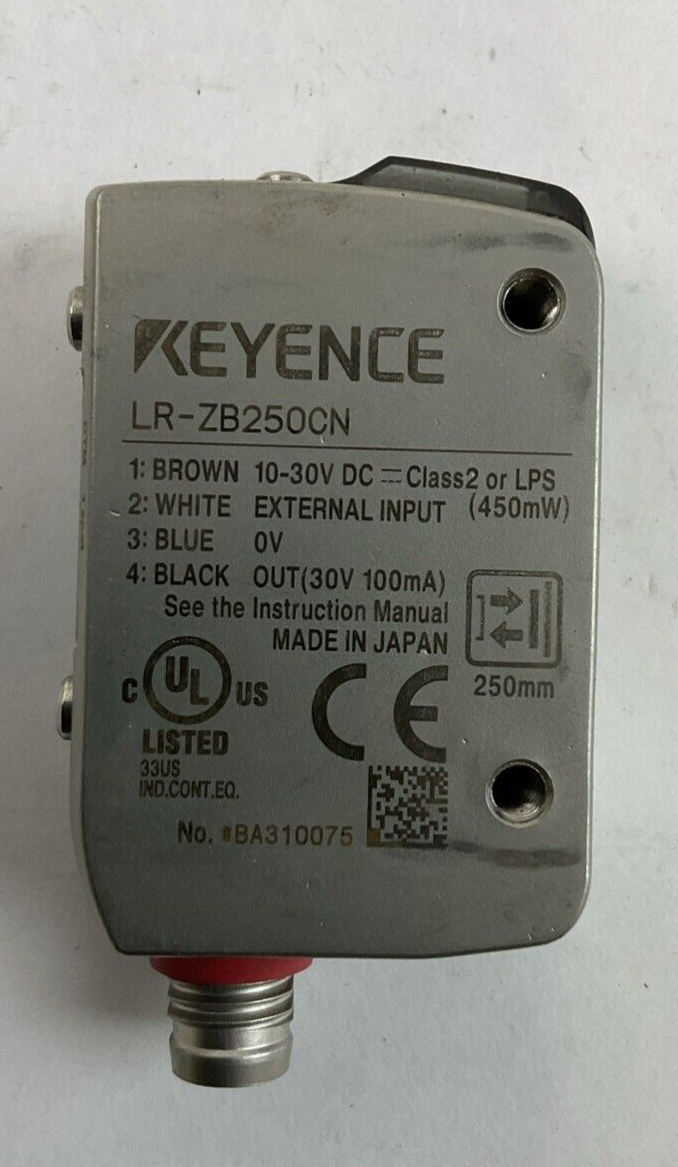 KEYENCE
LR-ZB250CN
1: BROWN 10-30V DC ⎓ Class2 or LPS
2: WHITE EXTERNAL INPUT (450mW)
3: BLUE 0V
4: BLACK OUT(30V 100mA)
See the Instruction Manual
MADE IN JAPAN
250mm
C UL US
LISTED
CE
33US
IND.CONT.EQ.
No. #BA310075